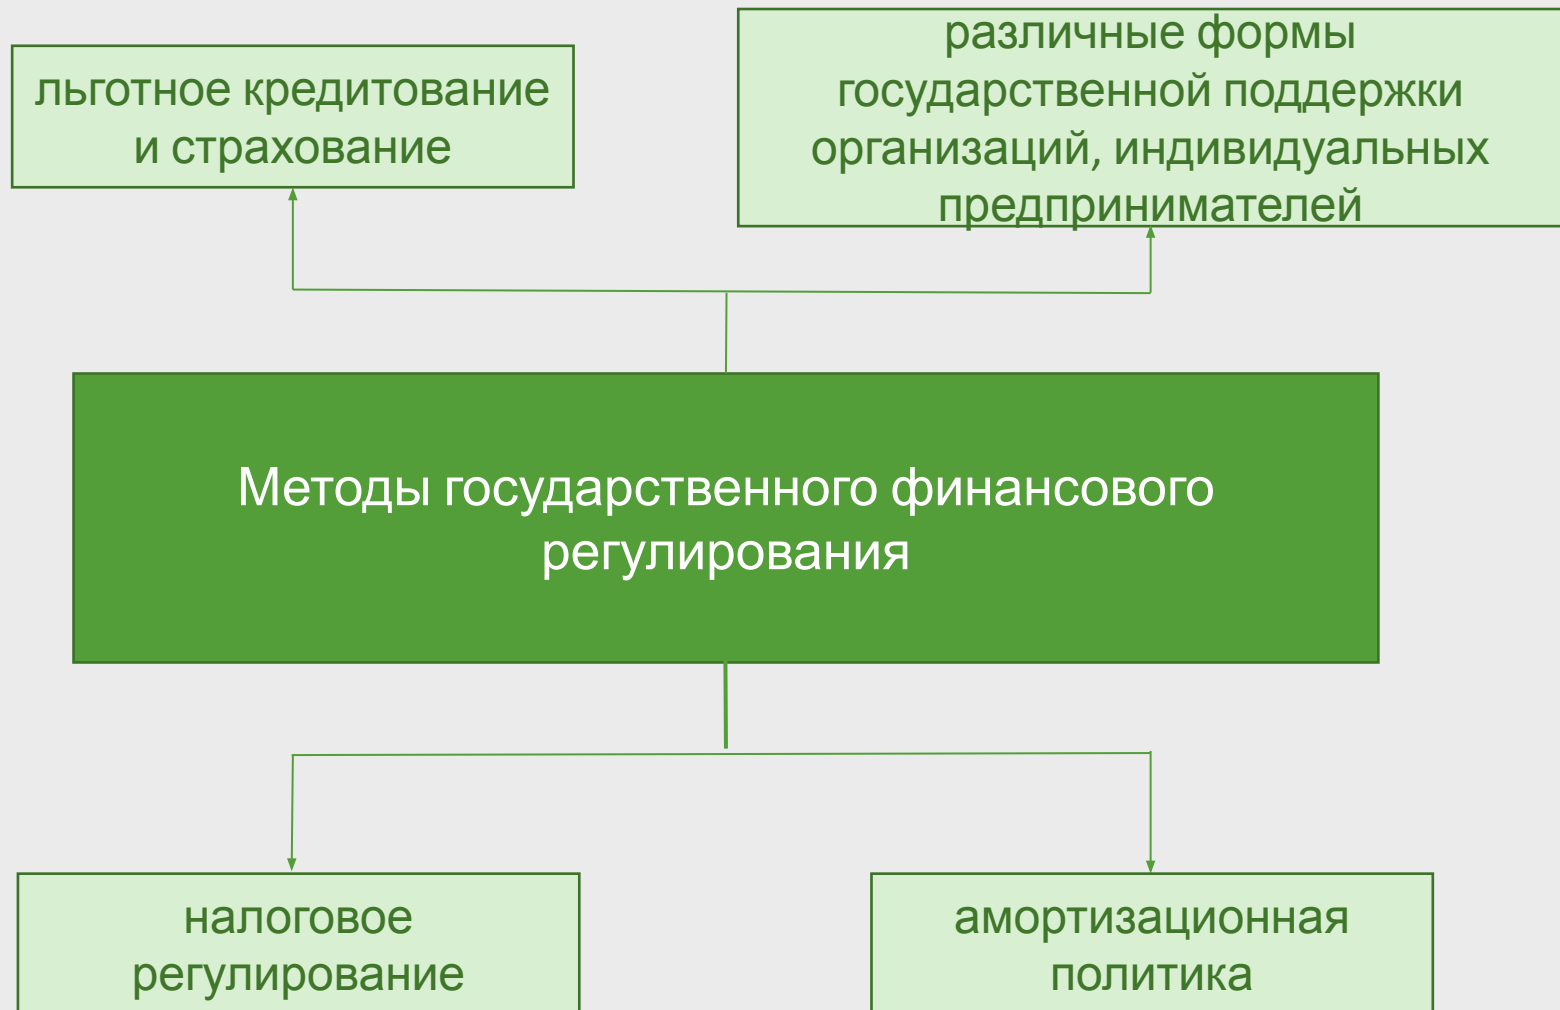 льготное кредитование
и страхование
различные формы
государственной поддержки
организаций, индивидуальных
предпринимателей
Методы государственного финансового
регулирования
налоговое
регулирование
амортизационная
политика